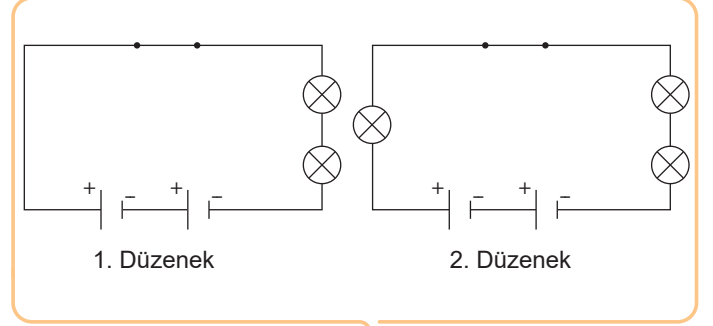 + − + − + − + −
1. Düzenek 2. Düzenek